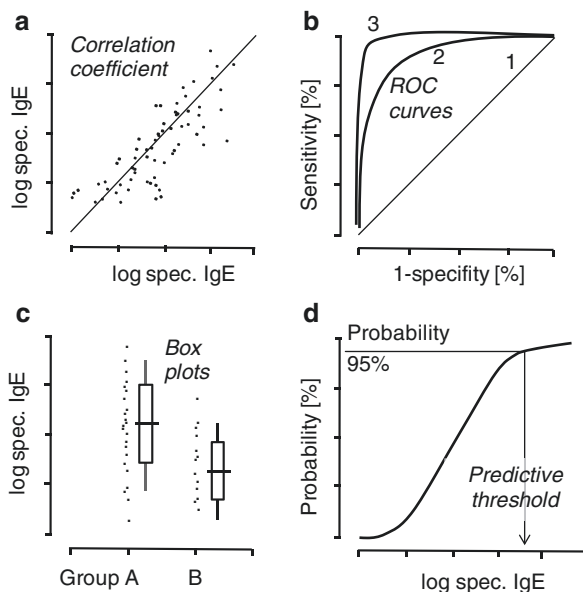 a
Correlation
coefficient
log spec. IgE
log spec. IgE
b
3
2
1
ROC
curves
Sensitivity [%]
1-specifity [%]
c
Box
plots
log spec. IgE
Group A
B
d
Probability
95%
Probability [%]
Predictive
threshold
log spec. IgE